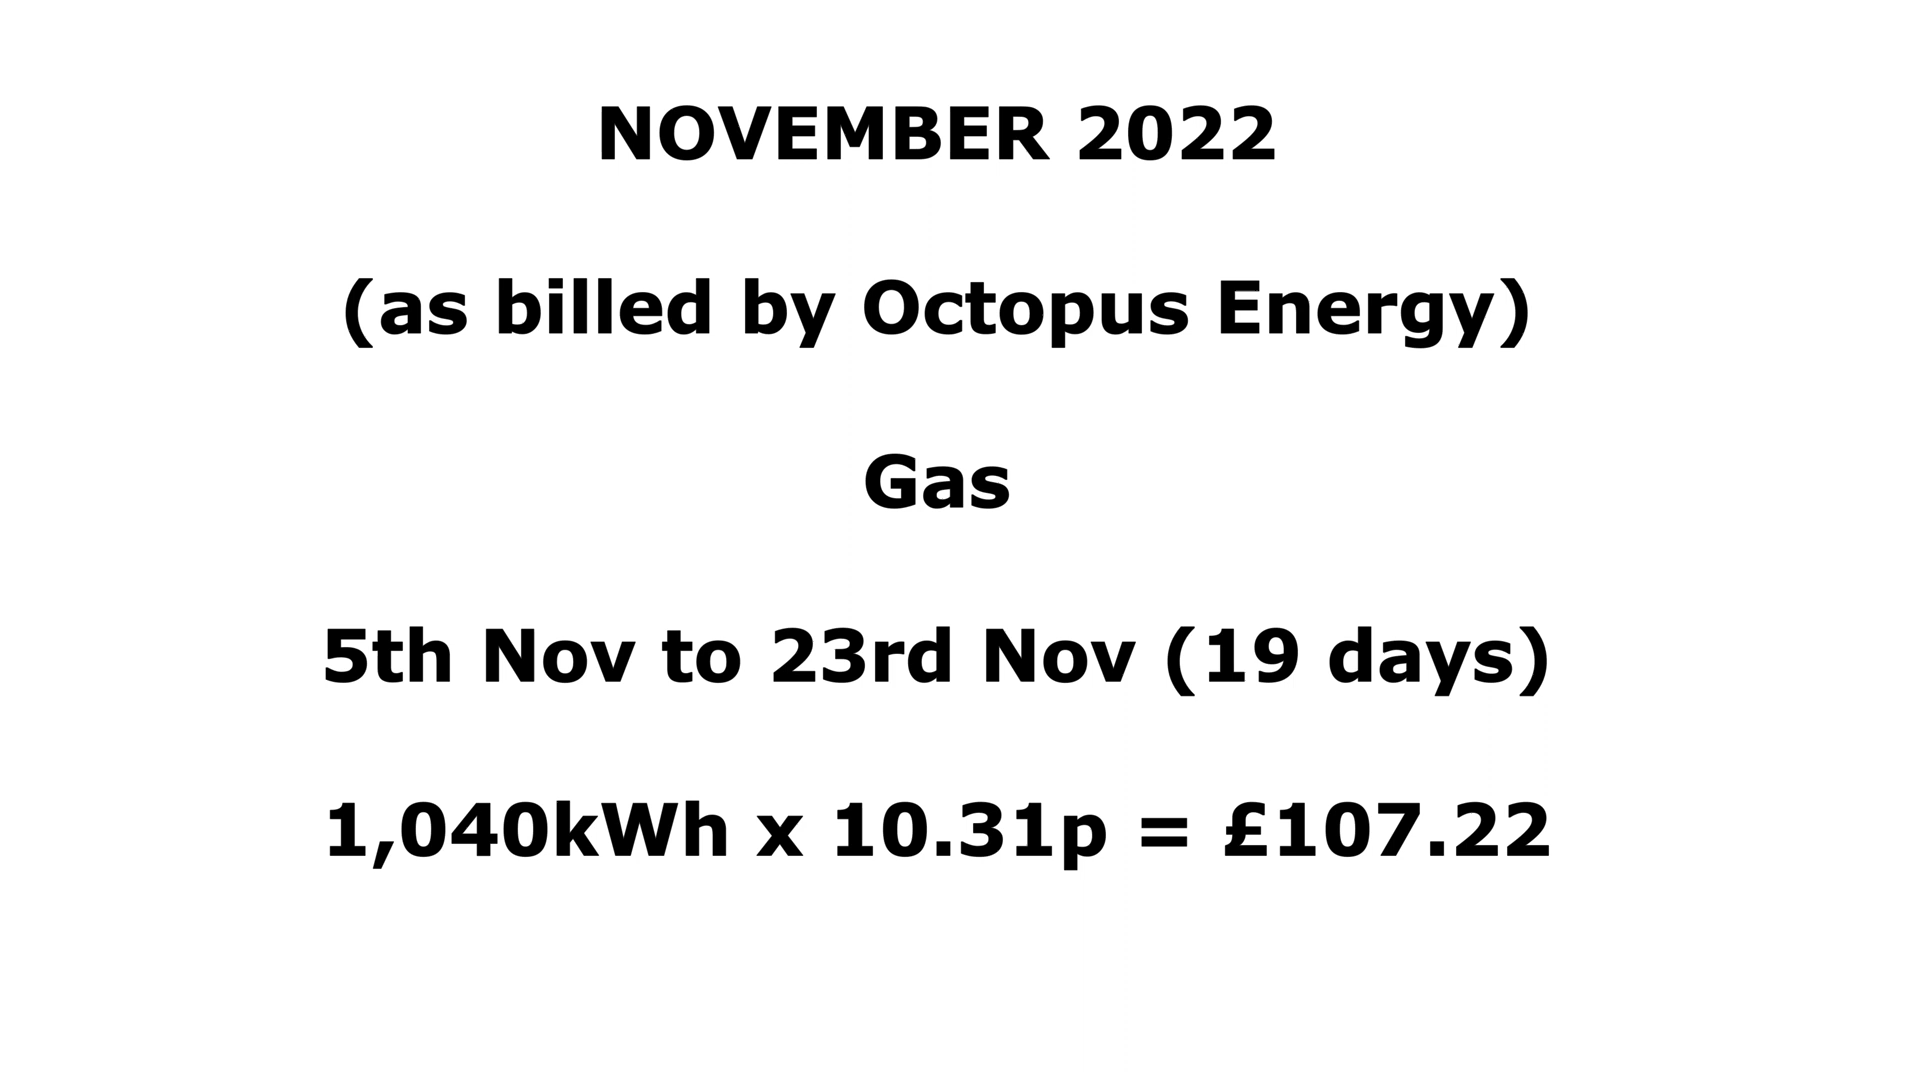 NOVEMBER 2022
(as billed by Octopus Energy)
Gas
5th Nov to 23rd Nov (19 days)
1,040kWh x 10.31p = £107.22